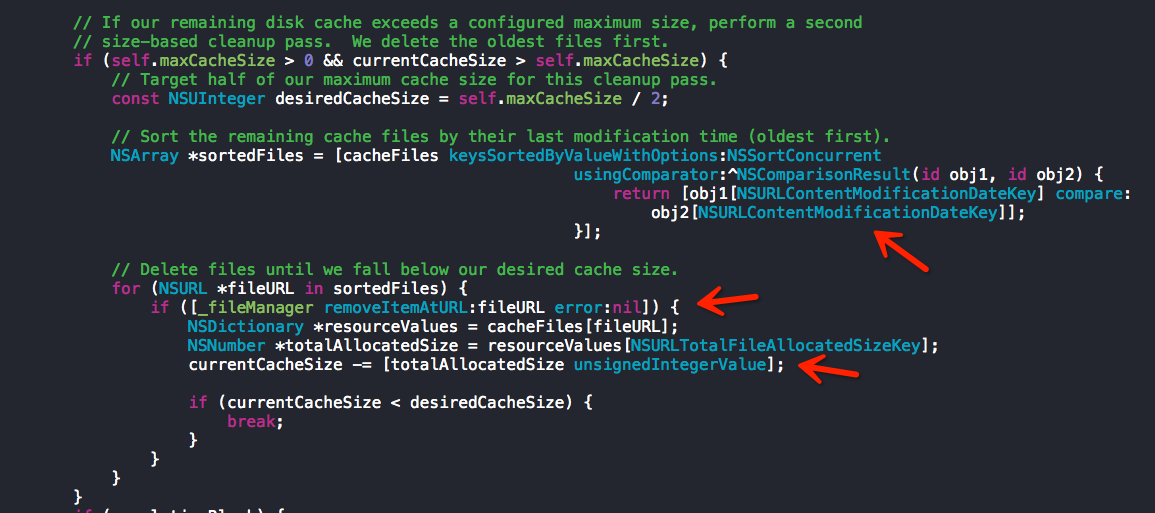 // If our remaining disk cache exceeds a configured maximum size, perform a second
// size-based cleanup pass.  We delete the oldest files first.
if (self.maxCacheSize > 0 && currentCacheSize > self.maxCacheSize) {
// Target half of our maximum cache size for this cleanup pass.
const NSUInteger desiredCacheSize = self.maxCacheSize / 2;
// Sort the remaining cache files by their last modification time (oldest first).
NSArray *sortedFiles = [cacheFiles keysSortedByValueWithOptions:NSSortConcurrent
usingComparator:^NSComparisonResult(id obj1, id obj2) {
return [obj1[NSURLContentModificationDateKey] compare:
obj2[NSURLContentModificationDateKey]];
}];
// Delete files until we fall below our desired cache size.
for (NSURL *fileURL in sortedFiles) {
if ([_fileManager removeItemAtURL:fileURL error:nil]) {
NSDictionary *resourceValues = cacheFiles[fileURL];
NSNumber *totalAllocatedSize = resourceValues[NSURLTotalFileAllocatedSizeKey];
currentCacheSize -= [totalAllocatedSize unsignedIntegerValue];
if (currentCacheSize < desiredCacheSize) {
break;
}
}
}
}